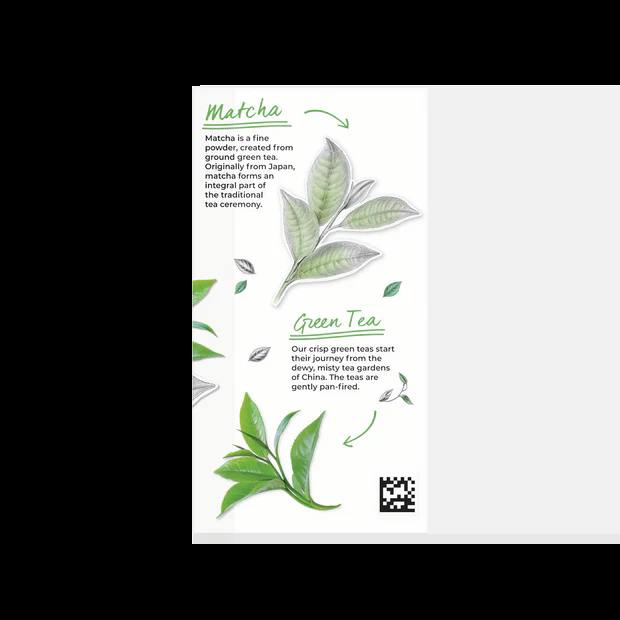 Matcha
Matcha is a fine
powder, created from
ground green tea.
Originally from Japan,
matcha forms an
integral part of
the traditional
tea ceremony.
Green Tea
Our crisp green teas start
their journey from the
dewy, misty tea gardens
of China. The teas are
gently pan-fired.